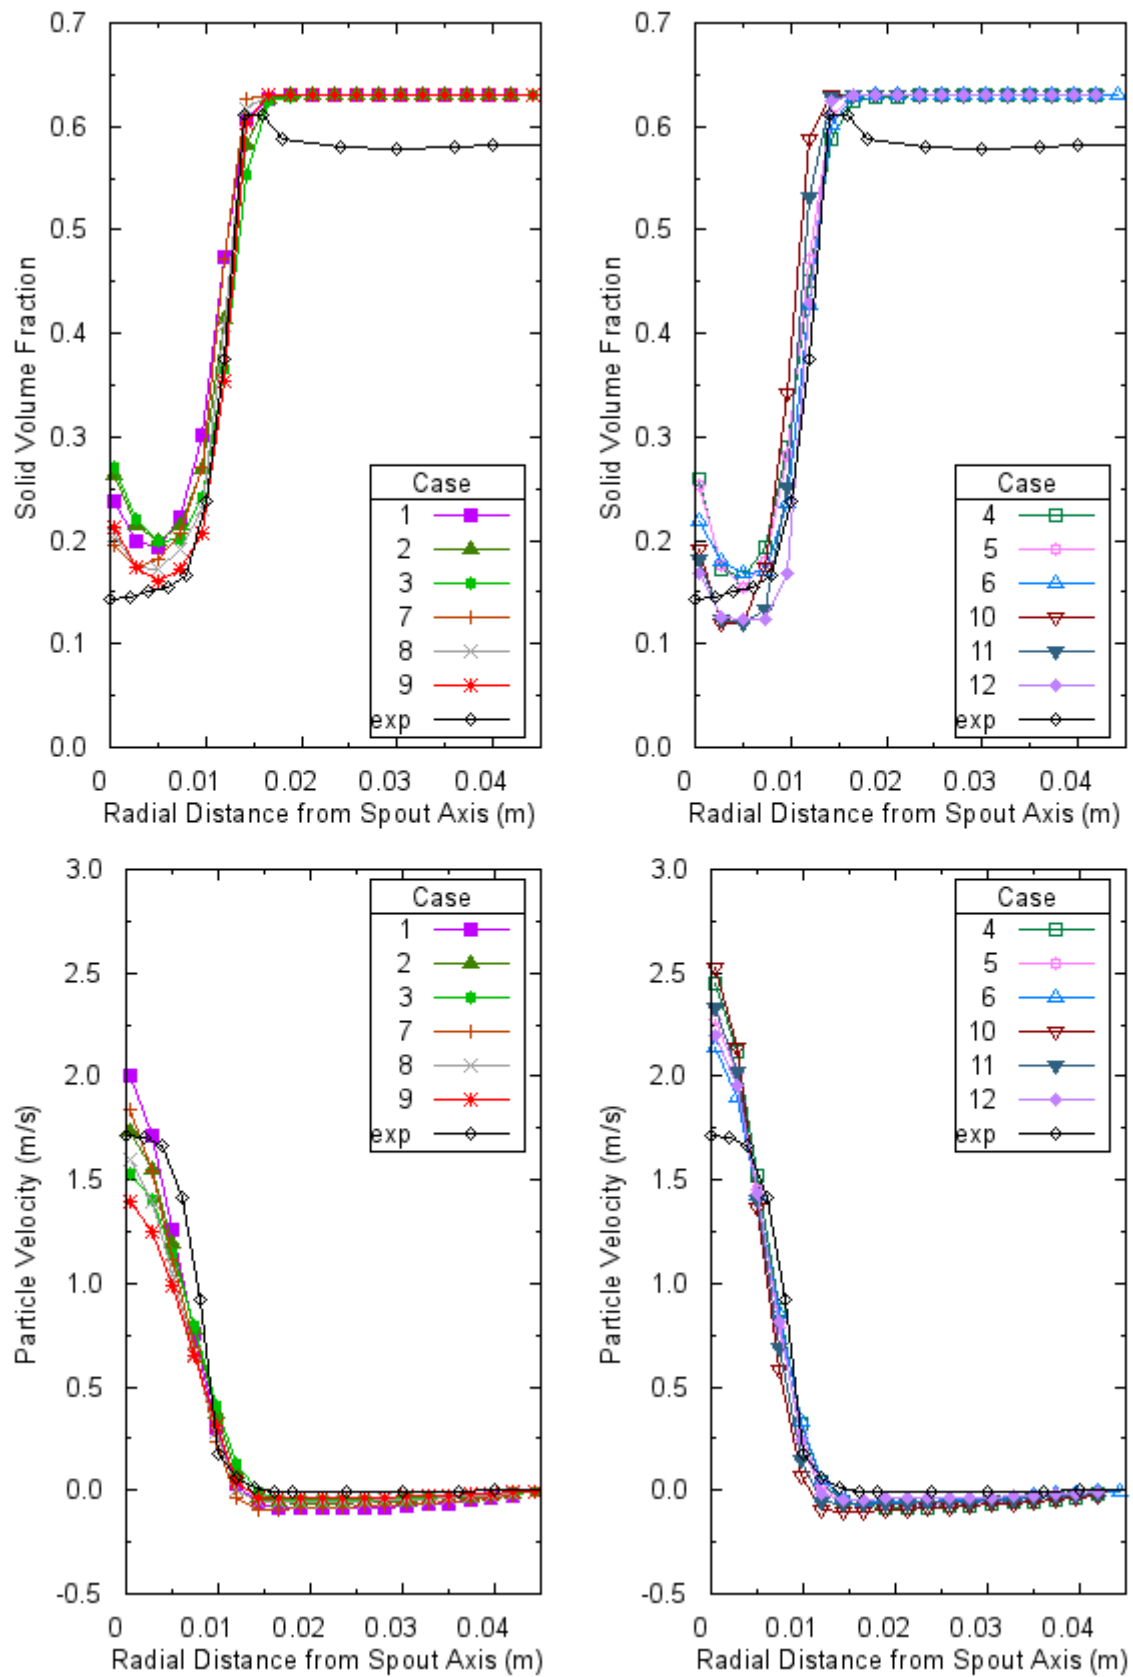 0.7
0.6
0.5
0.4
0.3
0.2
0.1
0.0
Solid Volume Fraction
Case
1
2
3
7
8
9
exp
0 0.01 0.02 0.03 0.04
Radial Distance from Spout Axis (m)
0.7
0.6
0.5
0.4
0.3
0.2
0.1
0.0
Solid Volume Fraction
Case
4
5
6
10
11
12
exp
0 0.01 0.02 0.03 0.04
Radial Distance from Spout Axis (m)
3.0
2.5
2.0
1.5
1.0
0.5
0.0
-0.5
Particle Velocity (m/s)
Case
1
2
3
7
8
9
exp
0 0.01 0.02 0.03 0.04
Radial Distance from Spout Axis (m)
3.0
2.5
2.0
1.5
1.0
0.5
0.0
-0.5
Particle Velocity (m/s)
Case
4
5
6
10
11
12
exp
0 0.01 0.02 0.03 0.04
Radial Distance from Spout Axis (m)